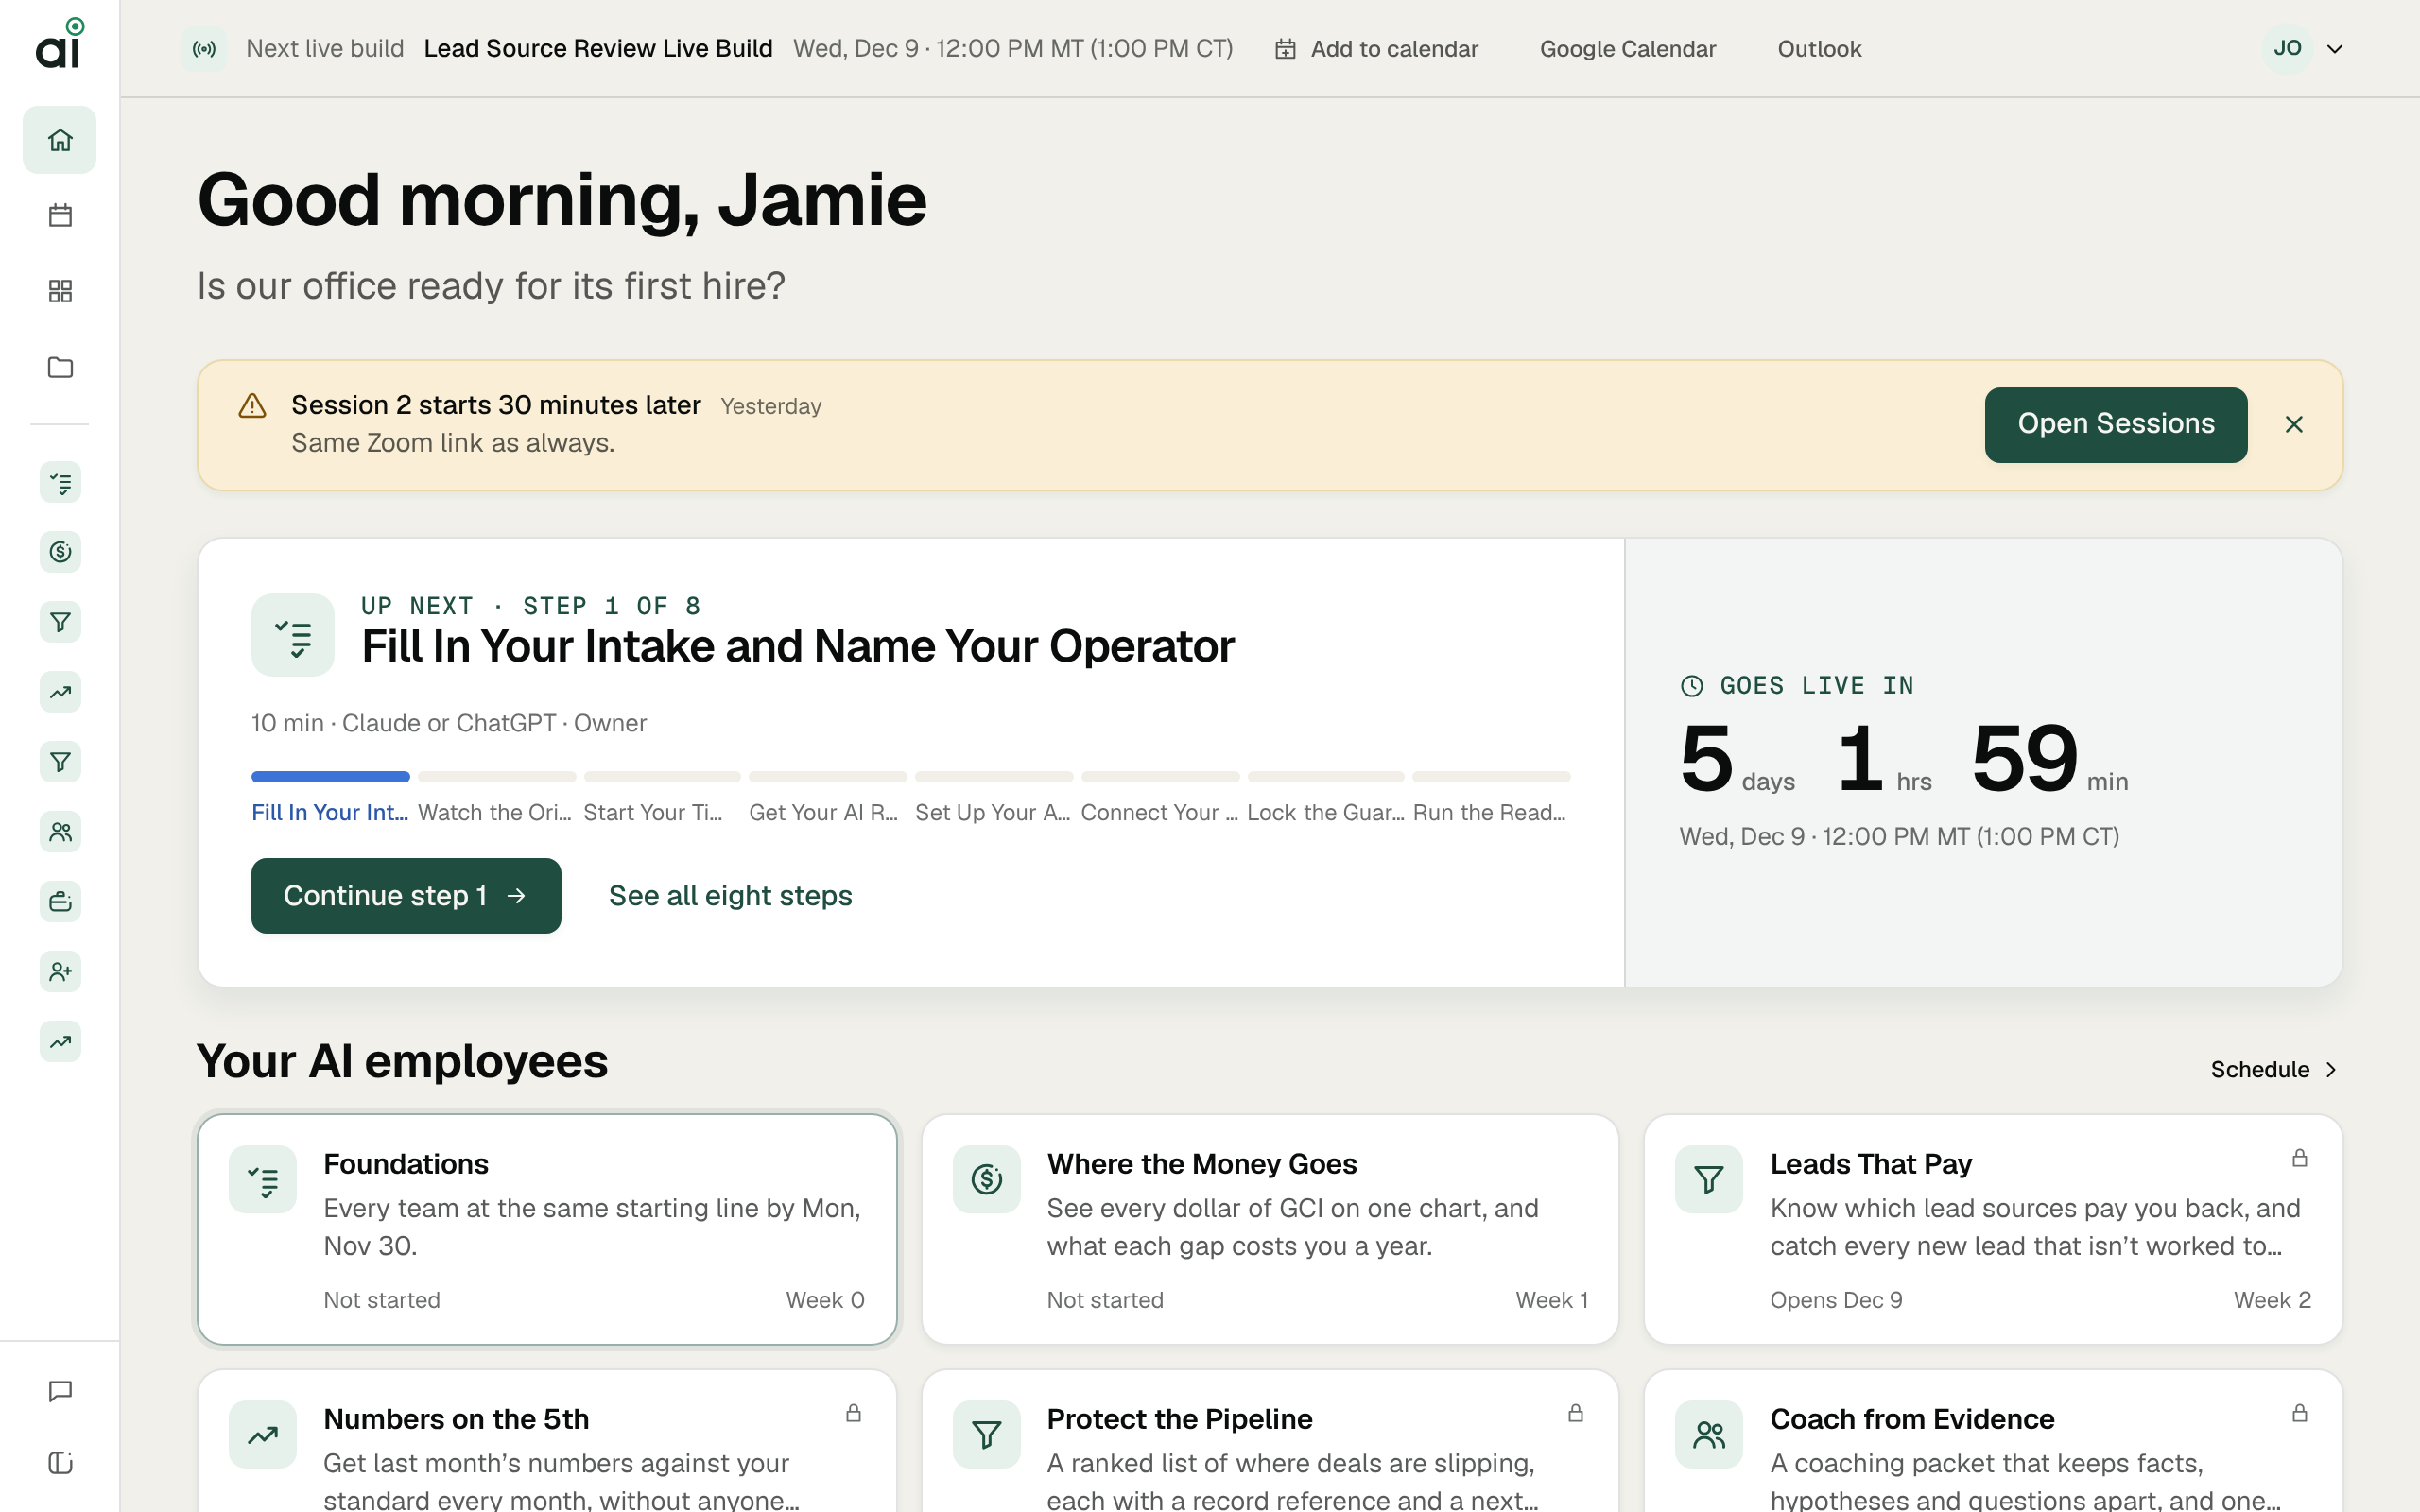 ai
Next live build Lead Source Review Live Build Wed, Dec 9 · 12:00 PM MT (1:00 PM CT) Add to calendar Google Calendar Outlook JO
Good morning, Jamie
Is our office ready for its first hire?
Session 2 starts 30 minutes later Yesterday
Same Zoom link as always.
Open Sessions
UP NEXT · STEP 1 OF 8
Fill In Your Intake and Name Your Operator
10 min · Claude or ChatGPT · Owner
Fill In Your Int... Watch the Ori... Start Your Ti... Get Your AI R... Set Up Your A... Connect Your ... Lock the Guar... Run the Read...
Continue step 1 See all eight steps
GOES LIVE IN
5 days 1 hrs 59 min
Wed, Dec 9 · 12:00 PM MT (1:00 PM CT)
Your AI employees
Schedule
Foundations
Every team at the same starting line by Mon,
Nov 30.
Not started Week 0
Where the Money Goes
See every dollar of GCI on one chart, and
what each gap costs you a year.
Not started Week 1
Leads That Pay
Know which lead sources pay you back, and
catch every new lead that isn't worked to...
Opens Dec 9 Week 2
Numbers on the 5th
Get last month's numbers against your
standard every month, without anyone...
Protect the Pipeline
A ranked list of where deals are slipping,
each with a record reference and a next...
Coach from Evidence
A coaching packet that keeps facts,
hypotheses and questions apart, and one...